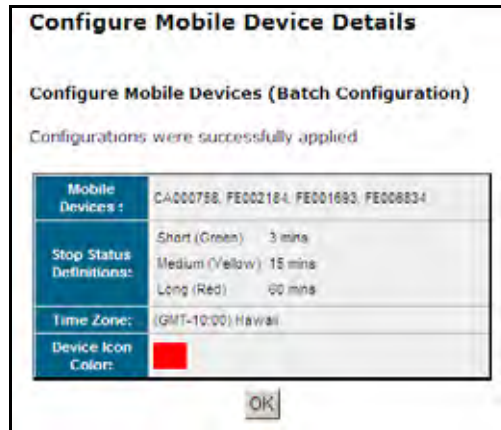 Configure Mobile Device Details
Configure Mobile Devices (Batch Configuration)
Configurations were successfully applied
Mobile Devices : CA000758, FE002184, FE001693, FE006834
Stop Status Definitions:
Short (Green) 3 mins
Medium (Yellow) 15 mins
Long (Red) 60 mins
Time Zone: (GMT-10:00) Hawaii
Device Icon Color:
OK